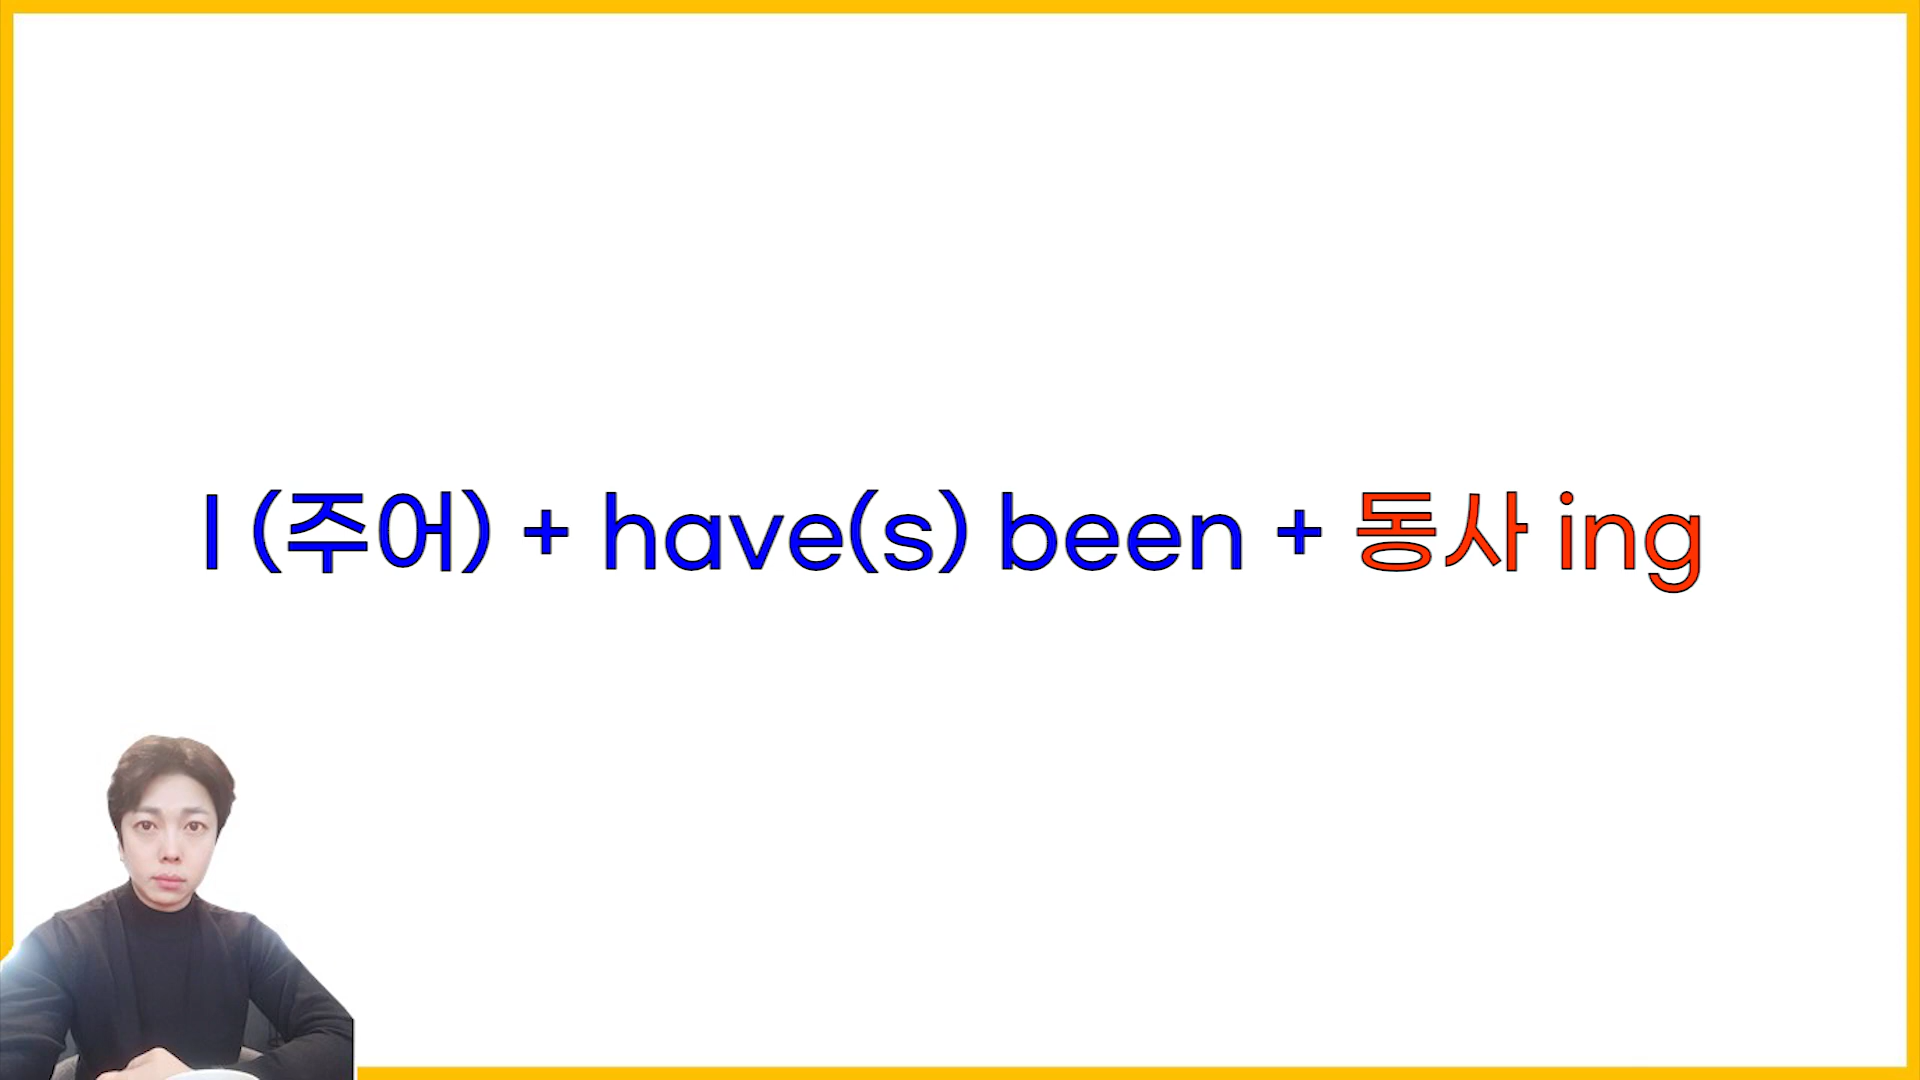 I (주어) + have(s) been + 동사 ing